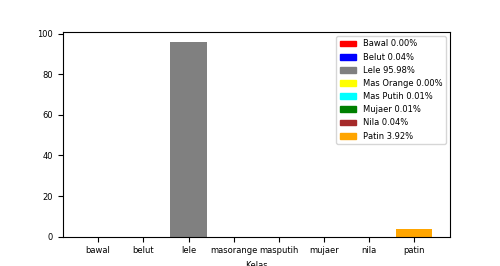 100
80
60
40
20
0
Bawal 0.00%
Belut 0.04%
Lele 95.98%
Mas Orange 0.00%
Mas Putih 0.01%
Mujaer 0.01%
Nila 0.04%
Patin 3.92%
bawal belut lele masorange masputih mujaer nila patin
Kelas